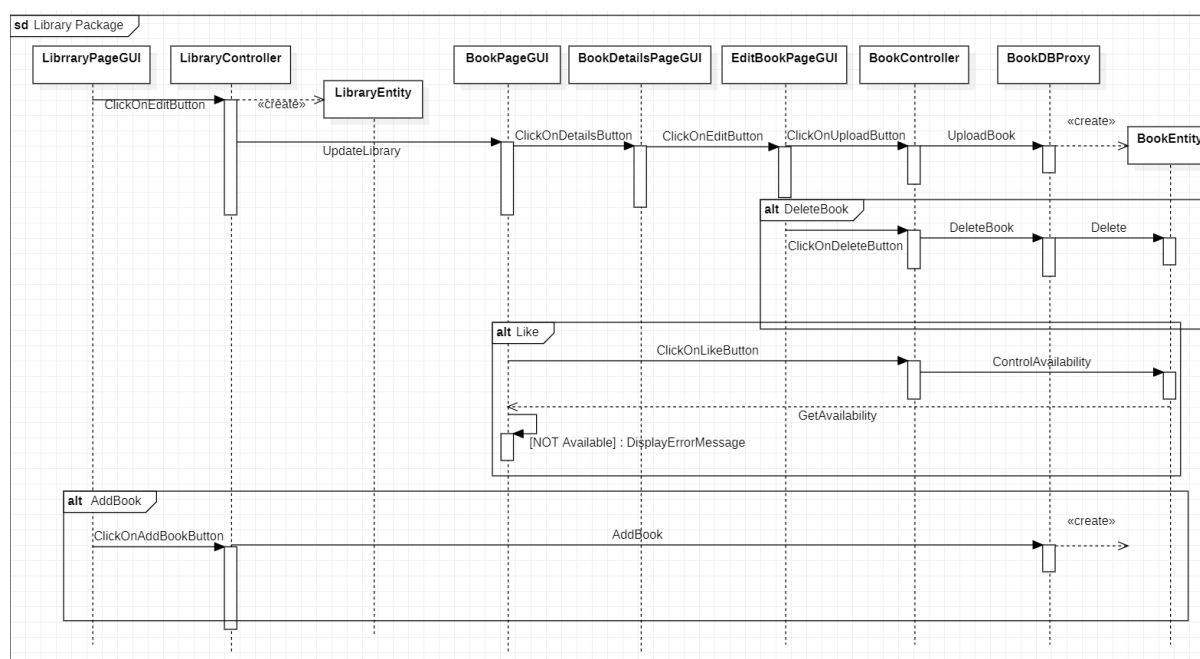 sd Library Package
LibrraryPageGUI
LibraryController
BookPageGUI
BookDetailsPageGUI
EditBookPageGUI
BookController
BookDBProxy
LibraryEntity
ClickOnEditButton
«create»
«create»
BookEntity
ClickOnDetailsButton
ClickOnEditButton
ClickOnUploadButton
UploadBook
UpdateLibrary
alt DeleteBook
DeleteBook
Delete
ClickOnDeleteButton
alt Like
ClickOnLikeButton
ControlAvailability
GetAvailability
[NOT Available] : DisplayErrorMessage
alt AddBook
«create»
ClickOnAddBookButton
AddBook